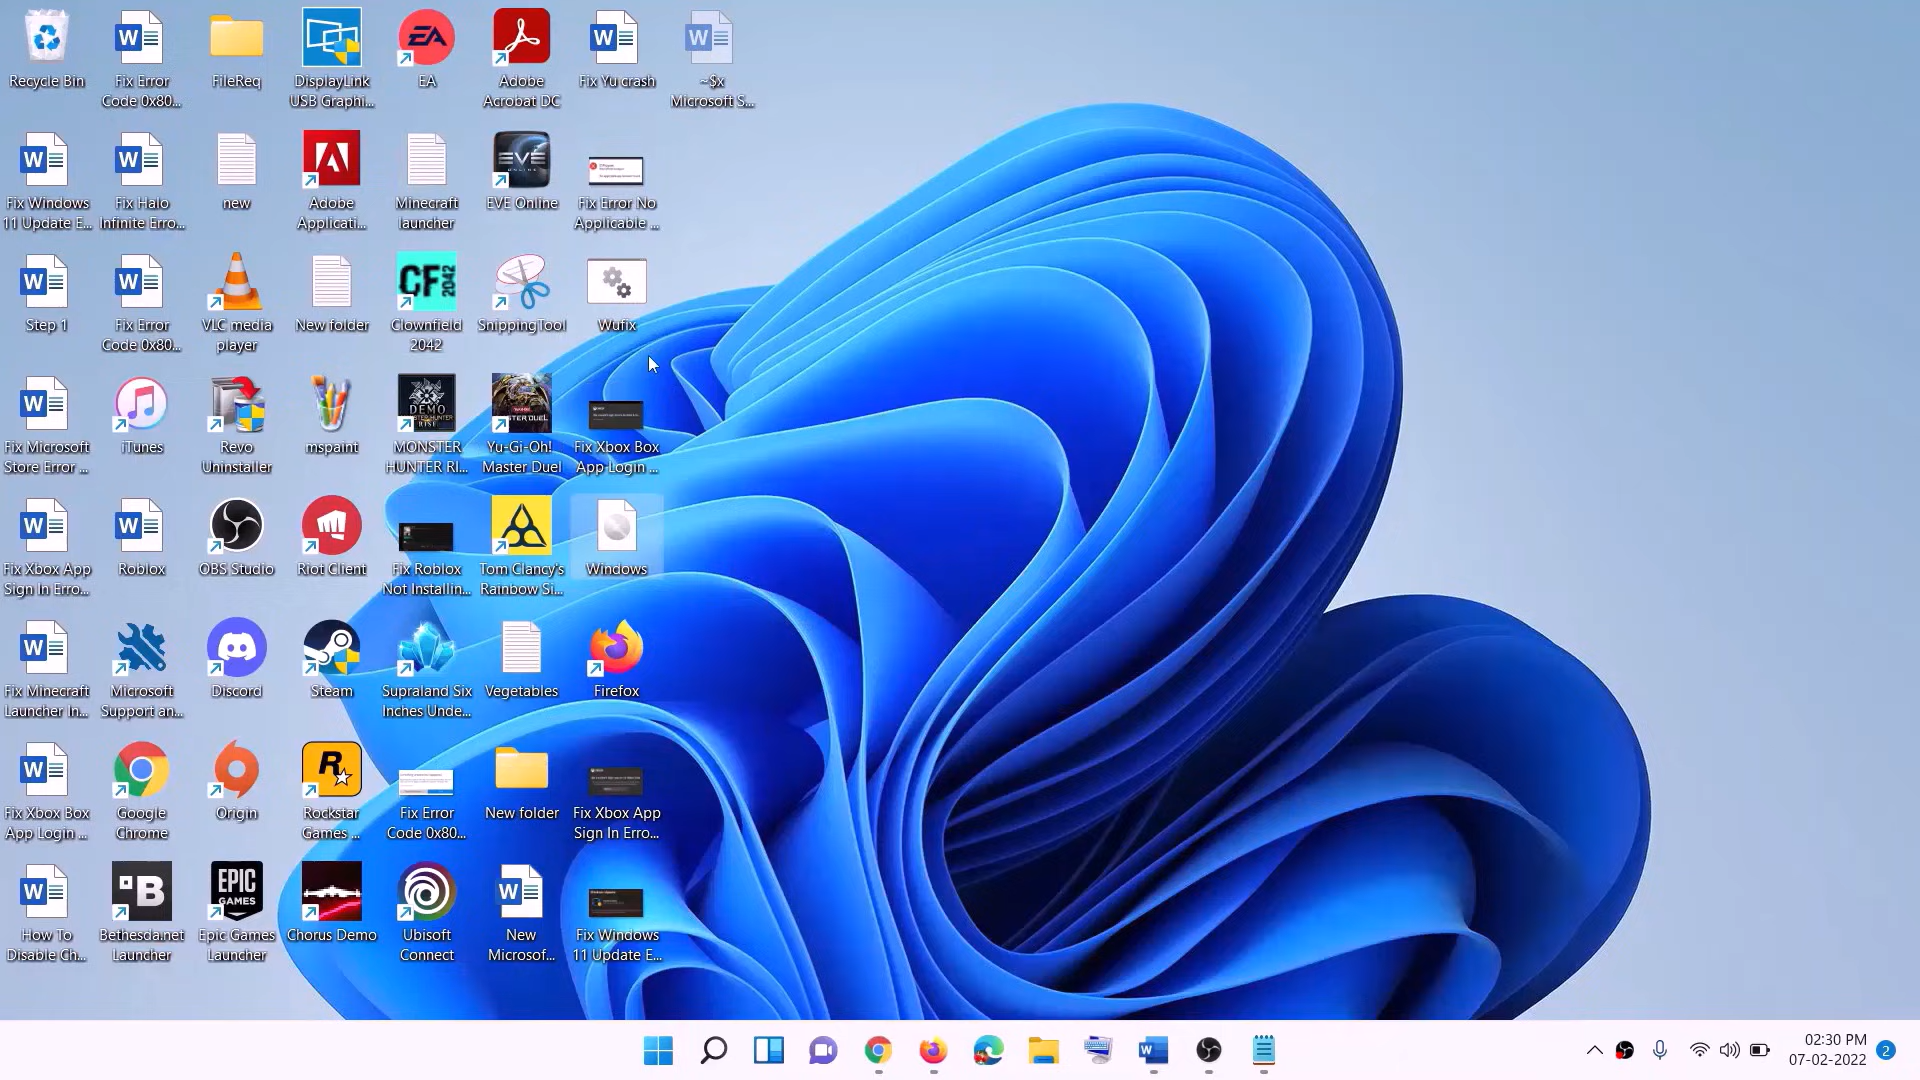 Recycle Bin
Fix Error
Code 0x80...
FileReq
DisplayLink
USB Graphi...
EA
Adobe
Acrobat DC
Fix Yu crash
~$x
Microsoft S...
Fix Windows
11 Update E...
Fix Halo
Infinite Erro...
new
Adobe
Applicati...
Minecraft
launcher
EVE Online
Fix Error No
Applicable ...
Step 1
Fix Error
Code 0x80...
VLC media
player
New folder
Clownfield
2042
SnippingTool
Wufix
Fix Microsoft
Store Error ...
iTunes
Revo
Uninstaller
mspaint
MONSTER
HUNTER RI...
Yu-Gi-Oh!
Master Duel
Fix Xbox Box
App Login ...
Fix Xbox App
Sign In Erro...
Roblox
OBS Studio
Riot Client
Fix Roblox
Not Installin...
Tom Clancy's
Rainbow Si...
Windows
Fix Minecraft
Launcher In...
Microsoft
Support an...
Discord
Steam
Supraland Six
Inches Unde...
Vegetables
Firefox
Fix Xbox Box
App Login ...
Google
Chrome
Origin
Rockstar
Games ...
Fix Error
Code 0x80...
New folder
Fix Xbox App
Sign In Erro...
How To
Disable Ch...
Bethesda.net
Launcher
Epic Games
Launcher
Chorus Demo
Ubisoft
Connect
New
Microsof...
Fix Windows
11 Update E...
02:30 PM
07-02-2022
2